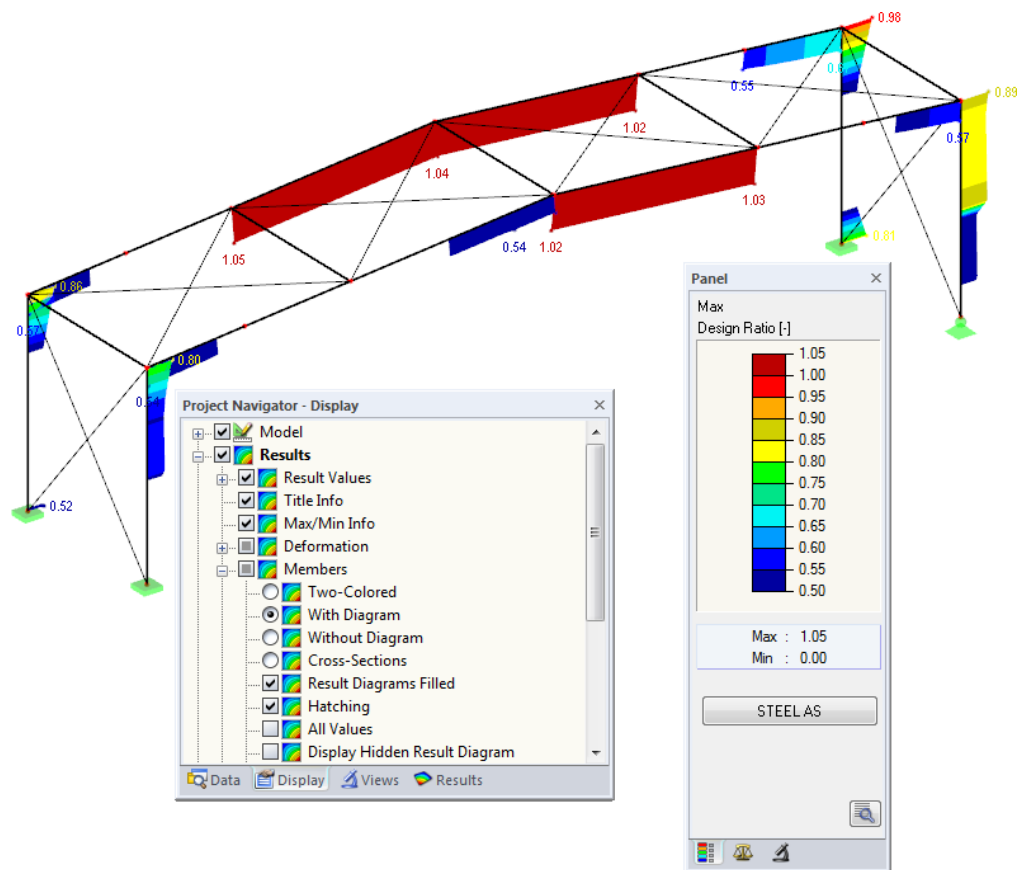 0.98
0.89
0.55
1.02
0.57
1.04
1.03
0.81
1.05
0.54
1.02
0.86
0.57
0.80
0.52
Project Navigator - Display
Model
Results
Result Values
Title Info
Max/Min Info
Deformation
Members
Two-Colored
With Diagram
Without Diagram
Cross-Sections
Result Diagrams Filled
Hatching
All Values
Display Hidden Result Diagram
Data Display Views Results
Panel
Max
Design Ratio [-]
1.05
1.00
0.95
0.90
0.85
0.80
0.75
0.70
0.65
0.60
0.55
0.50
Max : 1.05
Min : 0.00
STEEL AS